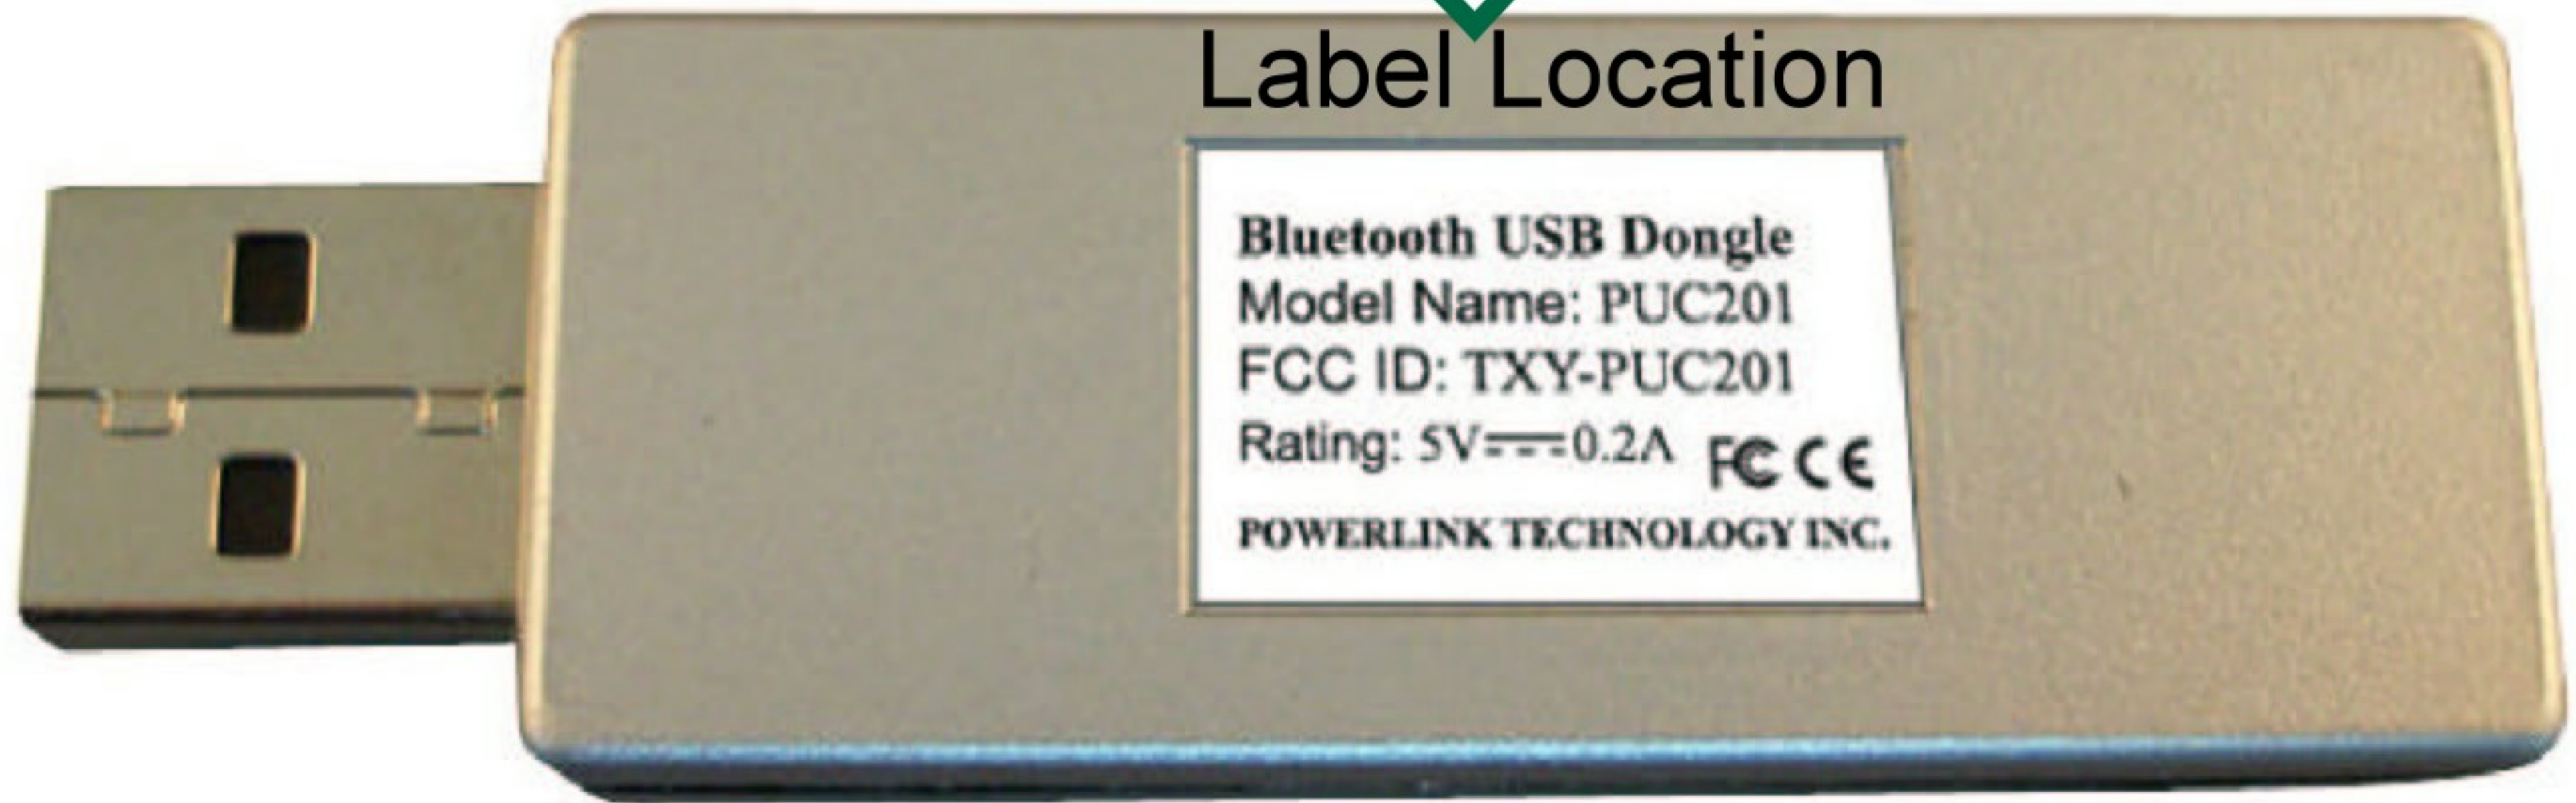 Label Location
Bluetooth USB Dongle
Model Name: PUC201
FCC ID: TXY-PUC201
Rating: 5V⎓0.2A FC CE
POWERLINK TECHNOLOGY INC.